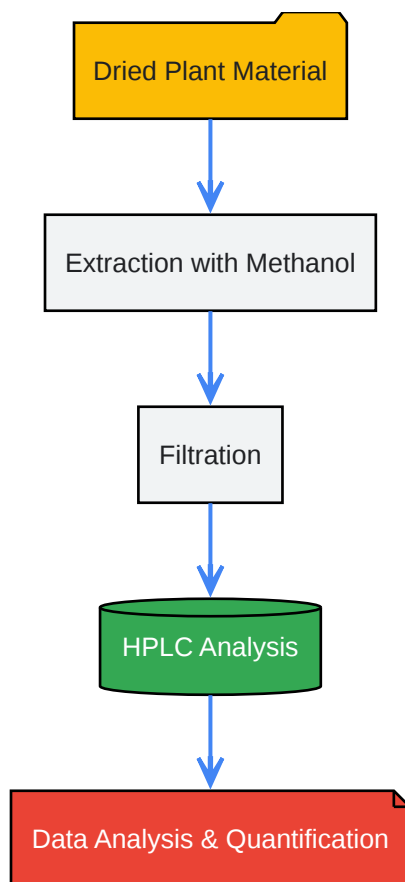 Dried Plant Material
Extraction with Methanol
Filtration
HPLC Analysis
Data Analysis & Quantification